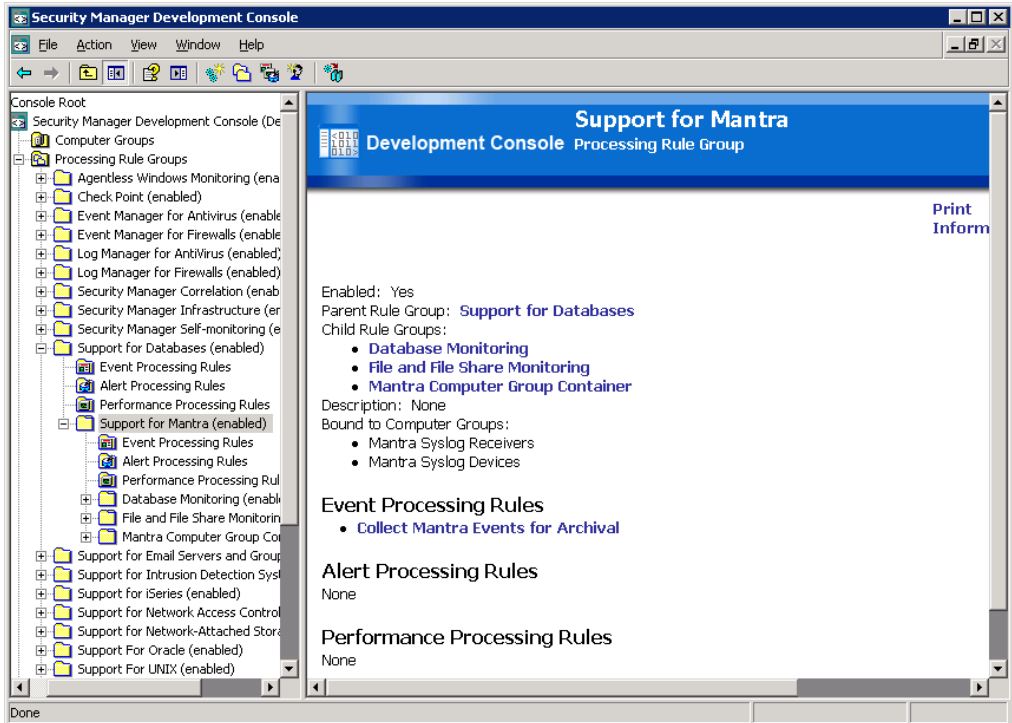 Security Manager Development Console
File Action View Window Help
Console Root
Security Manager Development Console (De
Computer Groups
Processing Rule Groups
Agentless Windows Monitoring (ena
Check Point (enabled)
Event Manager for Antivirus (enable
Event Manager for Firewalls (enable
Log Manager for AntiVirus (enabled)
Log Manager for Firewalls (enabled)
Security Manager Correlation (enab
Security Manager Infrastructure (er
Security Manager Self-monitoring (e
Support for Databases (enabled)
Event Processing Rules
Alert Processing Rules
Performance Processing Rules
Support for Mantra (enabled)
Event Processing Rules
Alert Processing Rules
Performance Processing Rul
Database Monitoring (enabl
File and File Share Monitorin
Mantra Computer Group Co
Support for Email Servers and Group
Support for Intrusion Detection Syst
Support for iSeries (enabled)
Support for Network Access Control
Support for Network-Attached Stora
Support For Oracle (enabled)
Support For UNIX (enabled)
Support for Mantra
Development Console Processing Rule Group
Print
Inform
Enabled: Yes
Parent Rule Group: Support for Databases
Child Rule Groups:
• Database Monitoring
• File and File Share Monitoring
• Mantra Computer Group Container
Description: None
Bound to Computer Groups:
• Mantra Syslog Receivers
• Mantra Syslog Devices
Event Processing Rules
• Collect Mantra Events for Archival
Alert Processing Rules
None
Performance Processing Rules
None
Done